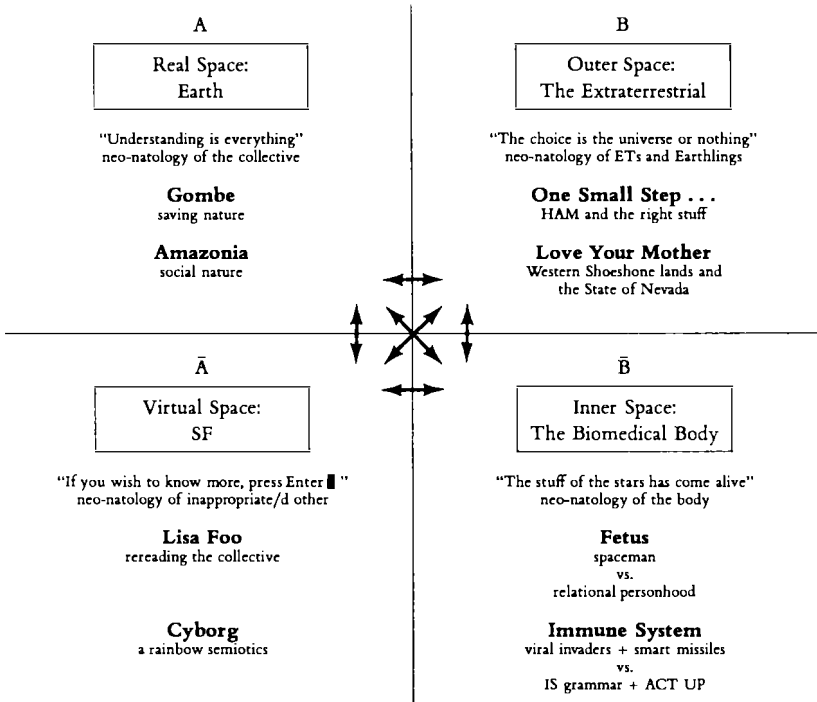 A
Real Space:
Earth
"Understanding is everything"
neo-natology of the collective
Gombe
saving nature
Amazonia
social nature
B
Outer Space:
The Extraterrestrial
"The choice is the universe or nothing"
neo-natology of ETs and Earthlings
One Small Step . . .
HAM and the right stuff
Love Your Mother
Western Shoeshone lands and
the State of Nevada
Ā
Virtual Space:
SF
"If you wish to know more, press Enter ▮ "
neo-natology of inappropriate/d other
Lisa Foo
rereading the collective
Cyborg
a rainbow semiotics
B̄
Inner Space:
The Biomedical Body
"The stuff of the stars has come alive"
neo-natology of the body
Fetus
spaceman
vs.
relational personhood
Immune System
viral invaders + smart missiles
vs.
IS grammar + ACT UP